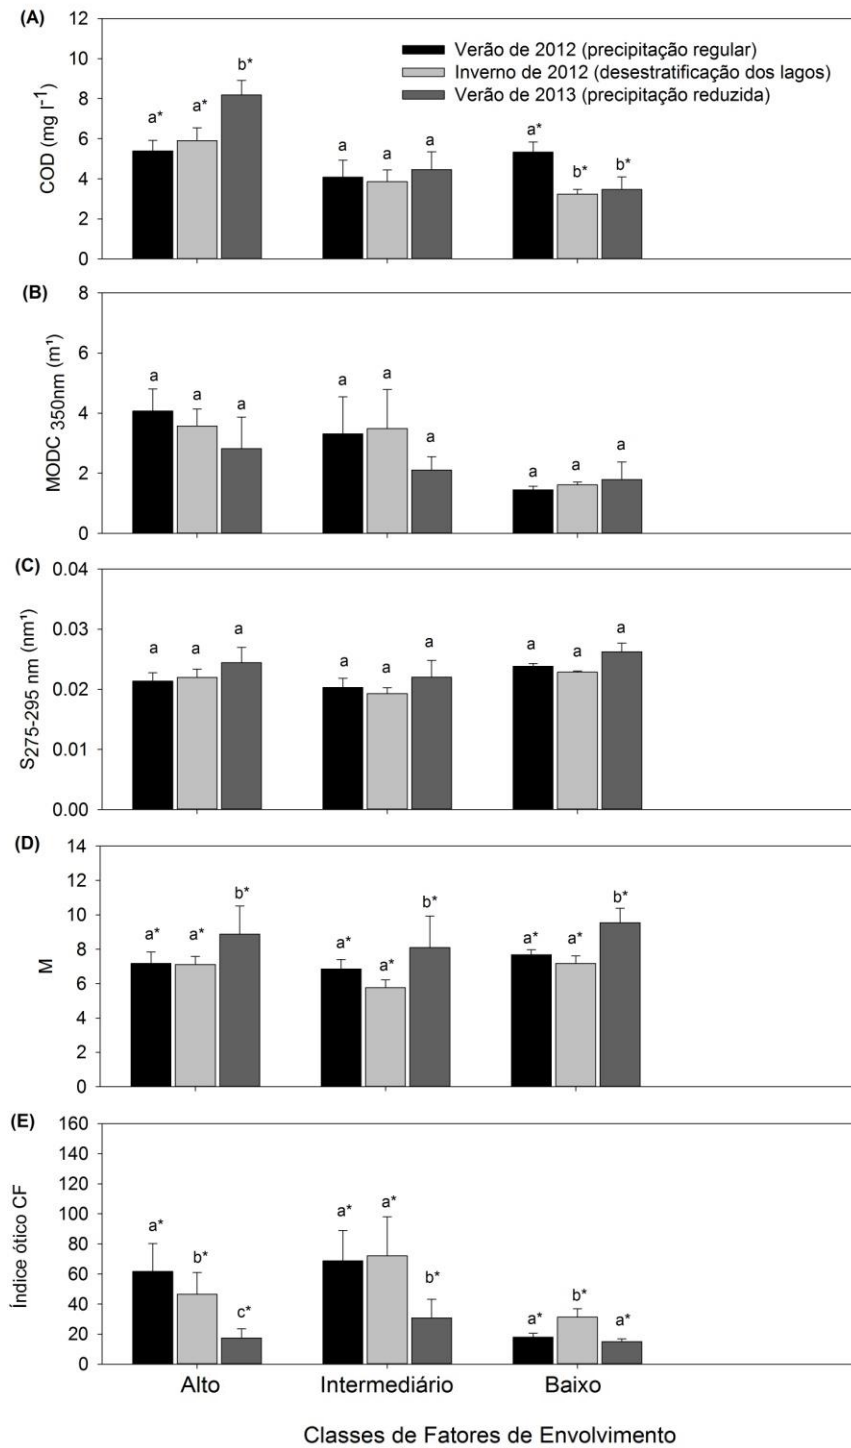 (A)
12
10
8
6
4
2
0
COD (mg l⁻¹)
Verão de 2012 (precipitação regular)
Inverno de 2012 (desestratificação dos lagos)
Verão de 2013 (precipitação reduzida)
a* a* b* a a a a* b* b*
(B)
8
6
4
2
0
MODC 350nm (m¹)
a a a a a a a a a
(C)
0.04
0.03
0.02
0.01
0.00
S275-295 nm (nm¹)
a a a a a a a a a
(D)
14
12
10
8
6
4
2
0
M
a* a* b* a* a* b* a* a* b*
(E)
160
140
120
100
80
60
40
20
0
Índice ótico CF
a* b* c* a* a* b* a* b* a*
Alto Intermediário Baixo
Classes de Fatores de Envolvimento